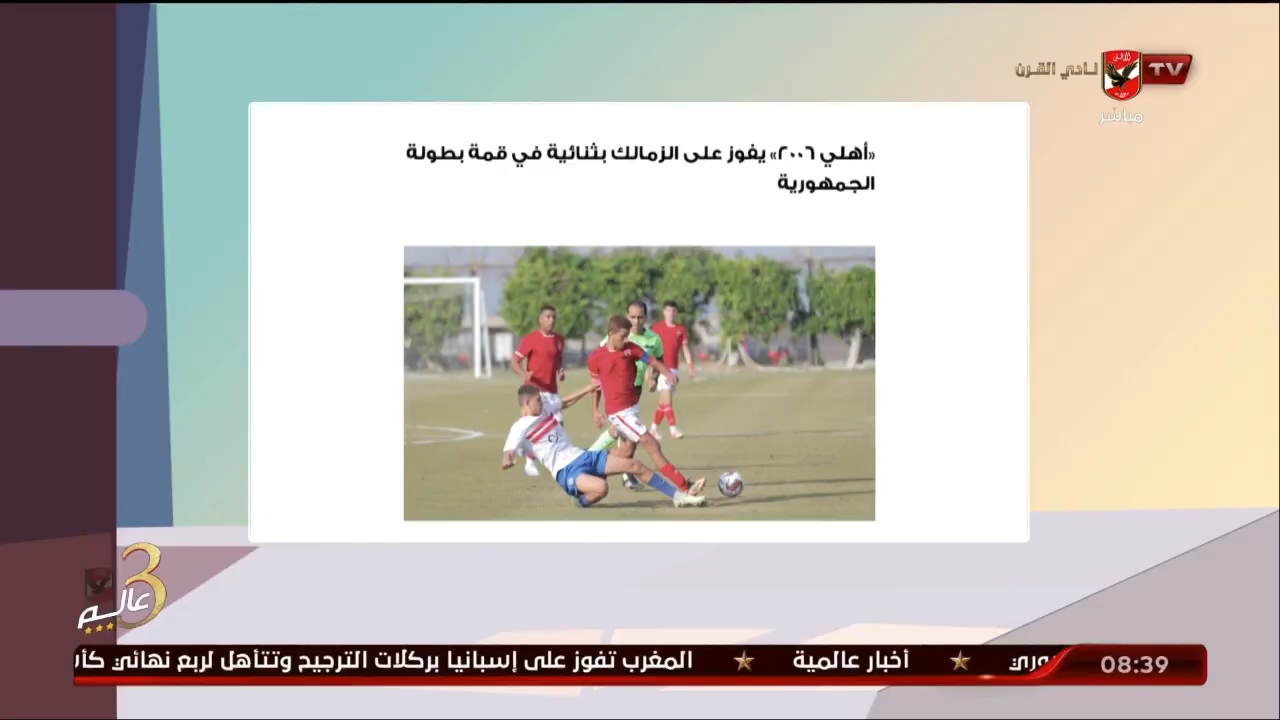 لنادي القرن
TV
مباشر
«أهلي ٢٠٠٦» يفوز على الزمالك بثنائية في قمة بطولة
الجمهورية
3
عالم
08:39
أخبار عالمية
المغرب تفوز على إسبانيا بركلات الترجيح وتتأهل لربع نهائي